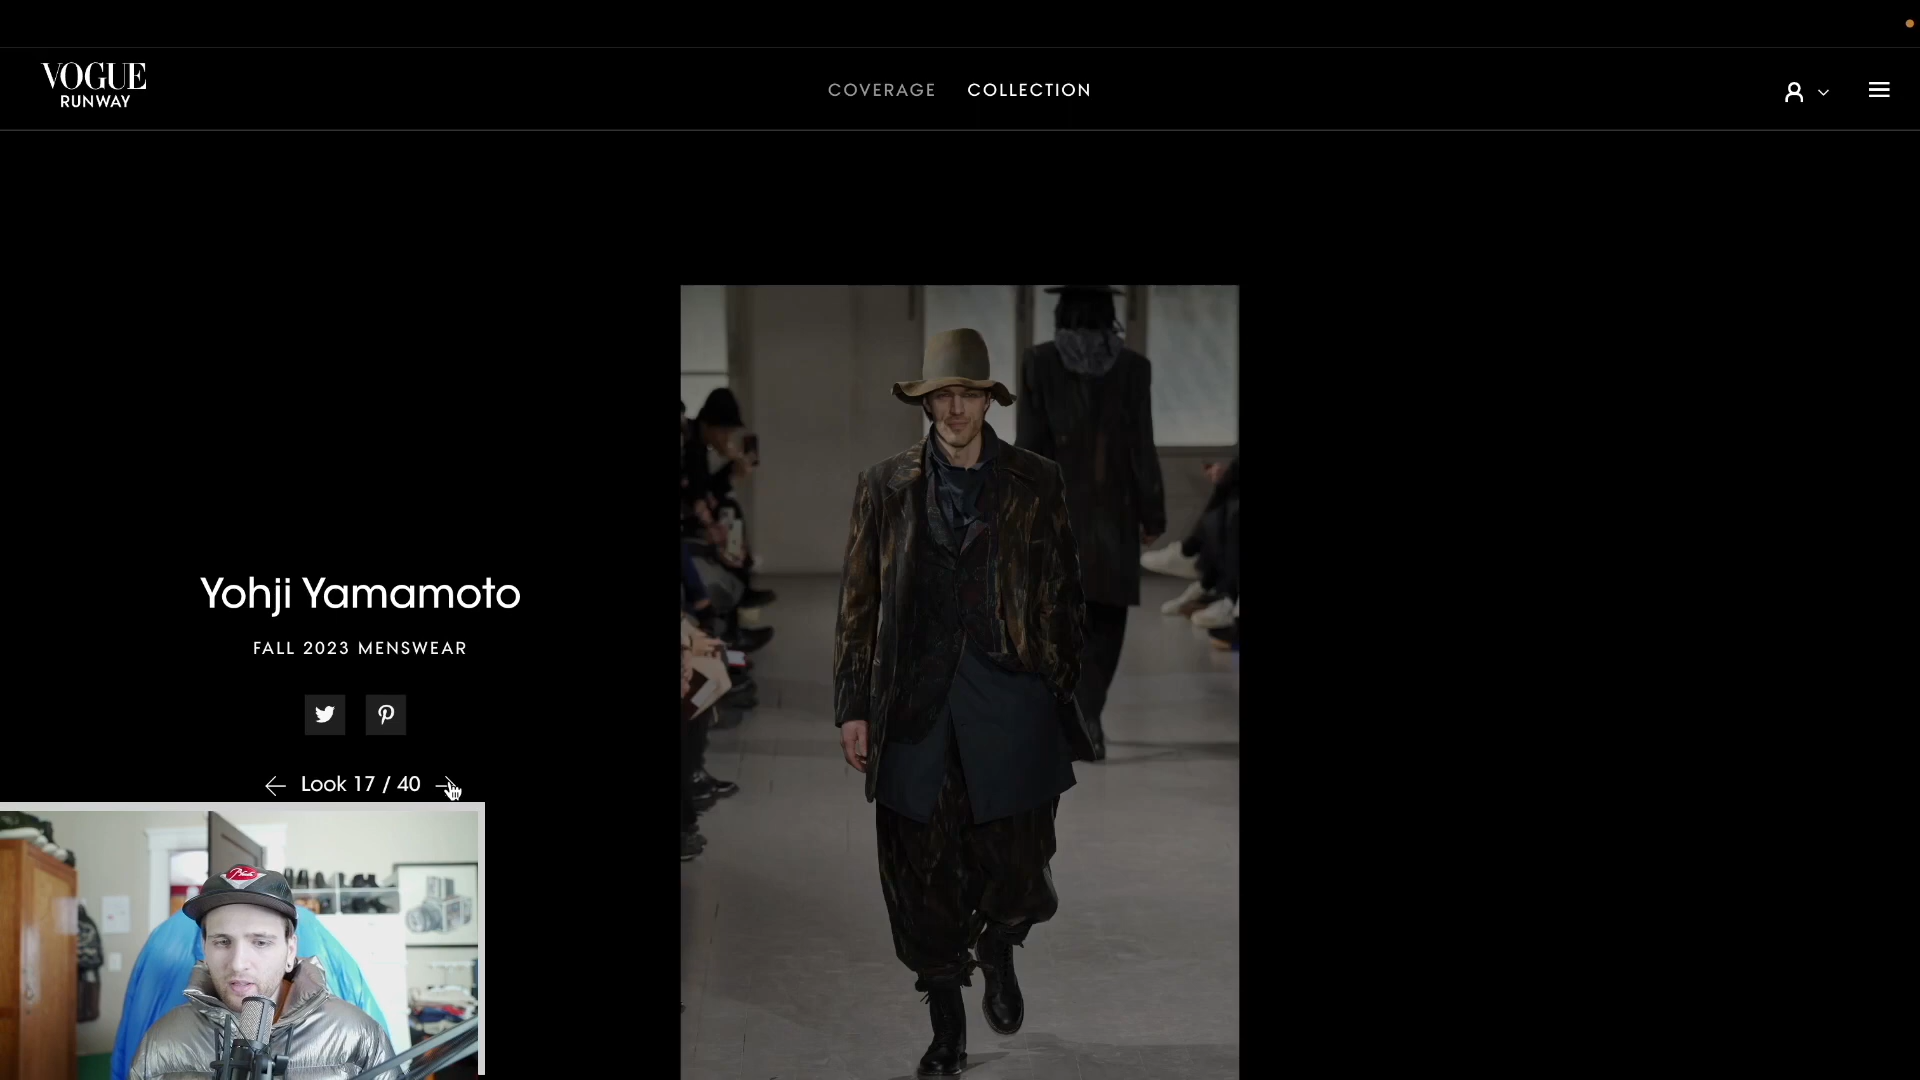 VOGUE
RUNWAY
COVERAGE
COLLECTION
Yohji Yamamoto
FALL 2023 MENSWEAR
Look 17 / 40